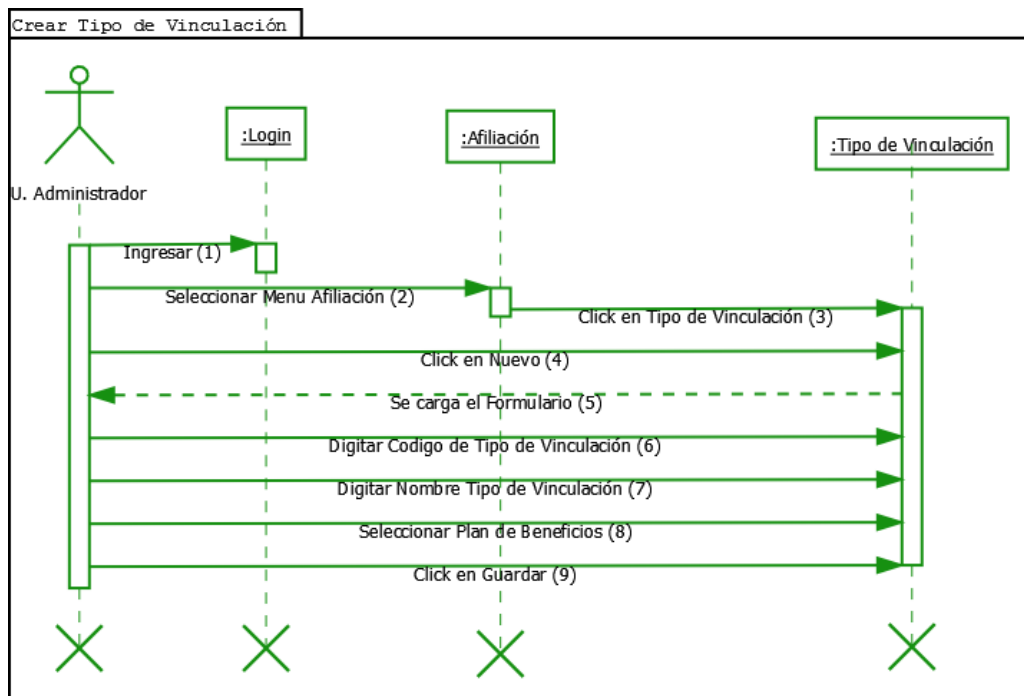 Crear Tipo de Vinculación
:Login
:Afiliación
:Tipo de Vinculación
U. Administrador
Ingresar (1)
Seleccionar Menu Afiliación (2)
Click en Tipo de Vinculación (3)
Click en Nuevo (4)
Se carga el Formulario (5)
Digitar Codigo de Tipo de Vinculación (6)
Digitar Nombre Tipo de Vinculación (7)
Seleccionar Plan de Beneficios (8)
Click en Guardar (9)